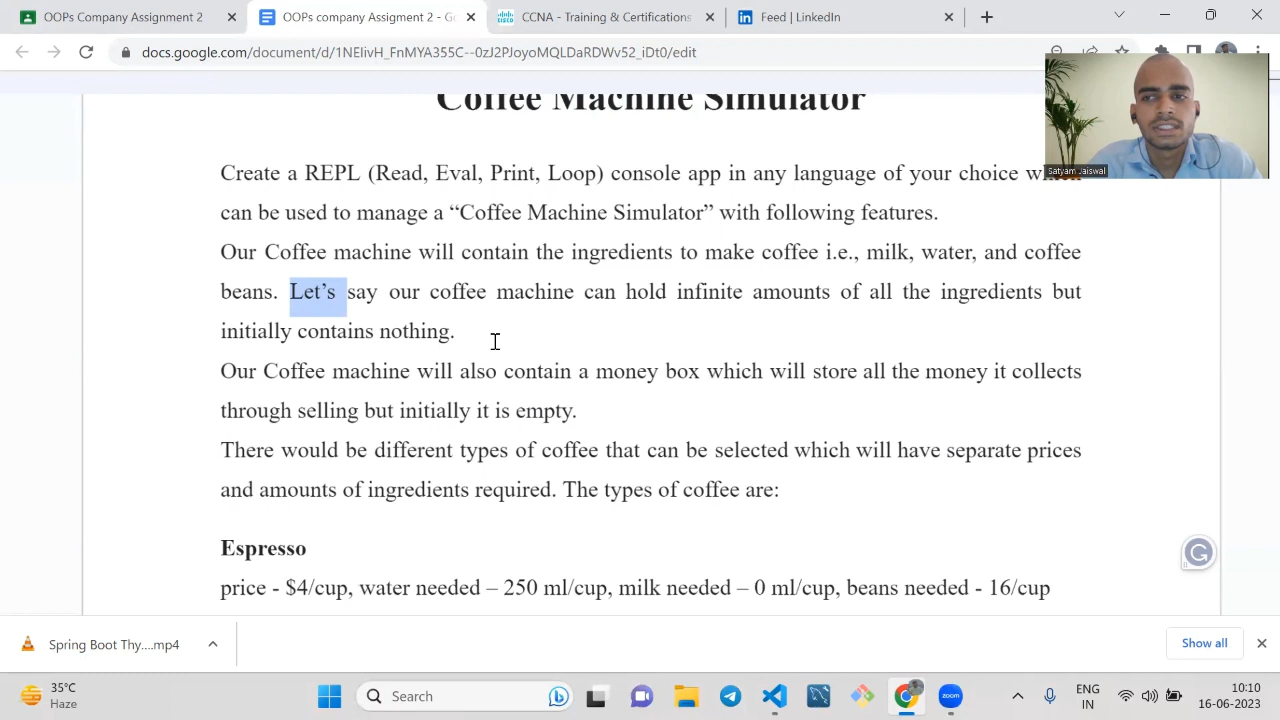 OOPs Company Assignment 2
OOPs company Assigment 2 - Go
CCNA - Training & Certifications
Feed | LinkedIn
docs.google.com/document/d/1NEIivH_FnMYA355C--0zJ2PJoyoMQLDaRDWv52_iDt0/edit
Coffee Machine Simulator
Satyam Jaiswal
Create a REPL (Read, Eval, Print, Loop) console app in any language of your choice which
can be used to manage a “Coffee Machine Simulator” with following features.
Our Coffee machine will contain the ingredients to make coffee i.e., milk, water, and coffee
beans. Let’s say our coffee machine can hold infinite amounts of all the ingredients but
initially contains nothing.
Our Coffee machine will also contain a money box which will store all the money it collects
through selling but initially it is empty.
There would be different types of coffee that can be selected which will have separate prices
and amounts of ingredients required. The types of coffee are:
Espresso
price - $4/cup, water needed – 250 ml/cup, milk needed – 0 ml/cup, beans needed - 16/cup
Spring Boot Thy....mp4
Show all
35°C
Haze
Search
ENG
IN
10:10
16-06-2023